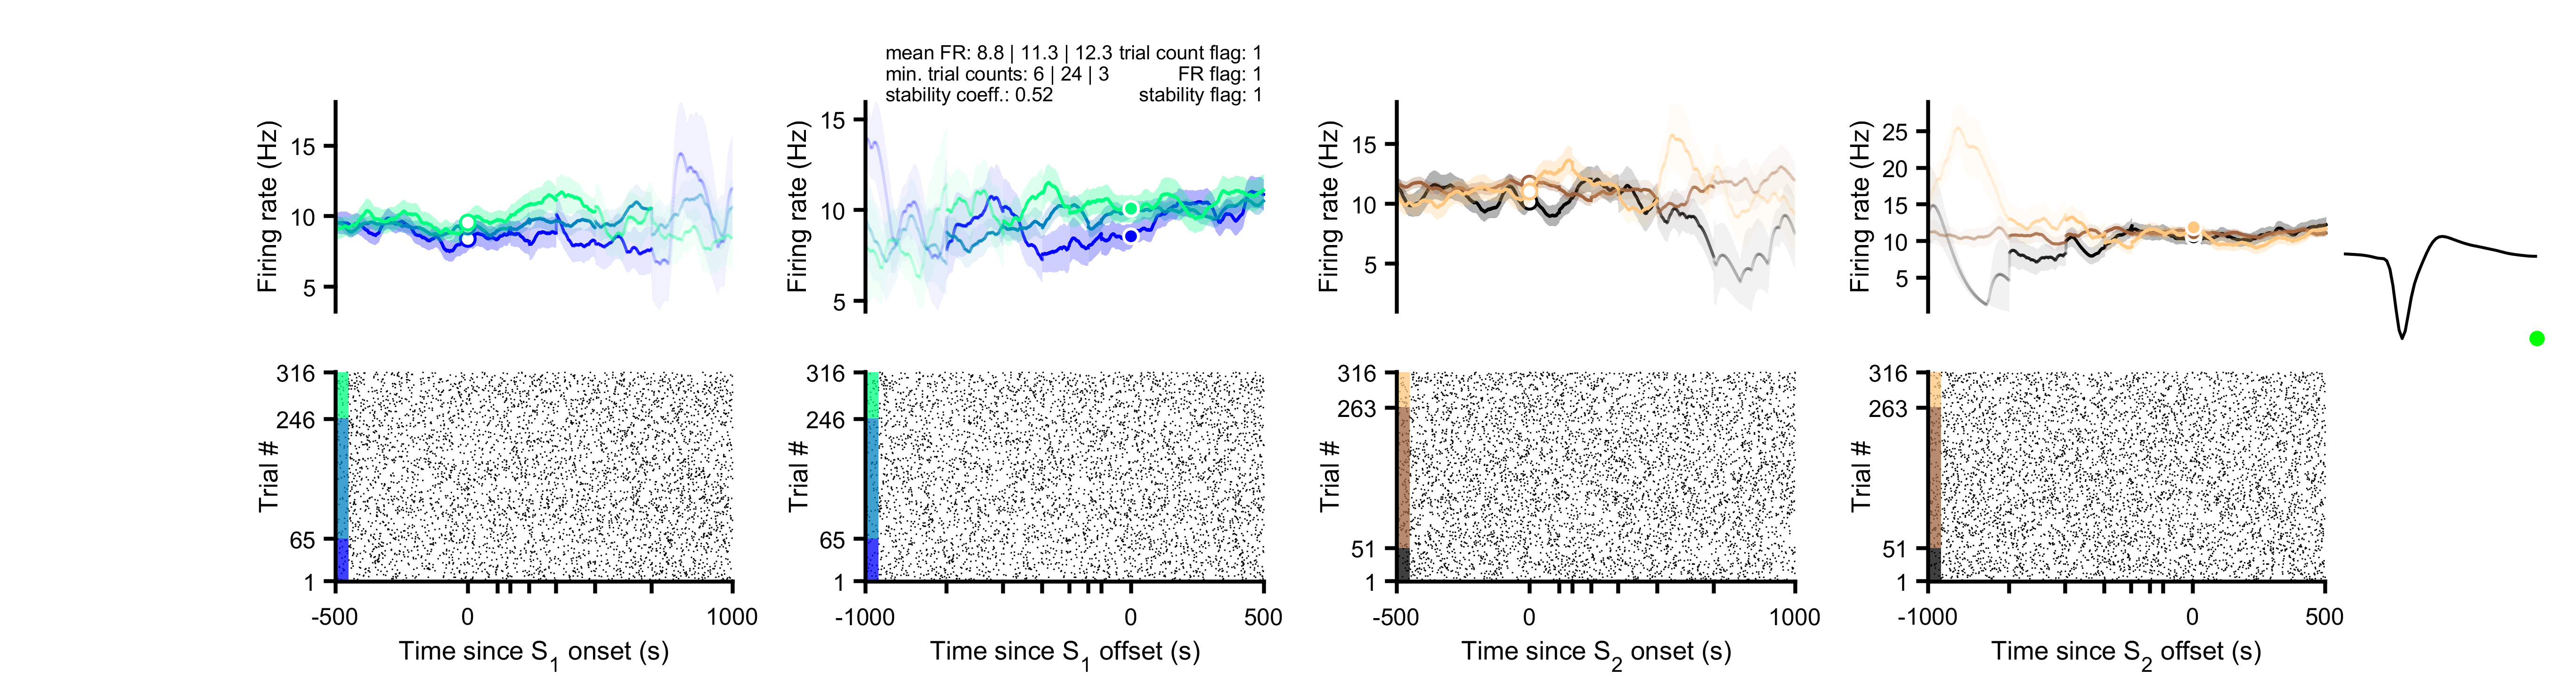 mean FR: 8.8 | 11.3 | 12.3 trial count flag: 1
min. trial counts: 6 | 24 | 3 FR flag: 1
stability coeff.: 0.52 stability flag: 1
Firing rate (Hz)
15
10
5
Firing rate (Hz)
15
10
5
Firing rate (Hz)
15
10
5
Firing rate (Hz)
25
20
15
10
5
Trial #
316
246
65
1
-500 0 1000
Time since S1 onset (s)
Trial #
316
246
65
1
-1000 0 500
Time since S1 offset (s)
Trial #
316
263
51
1
-500 0 1000
Time since S2 onset (s)
Trial #
316
263
51
1
-1000 0 500
Time since S2 offset (s)